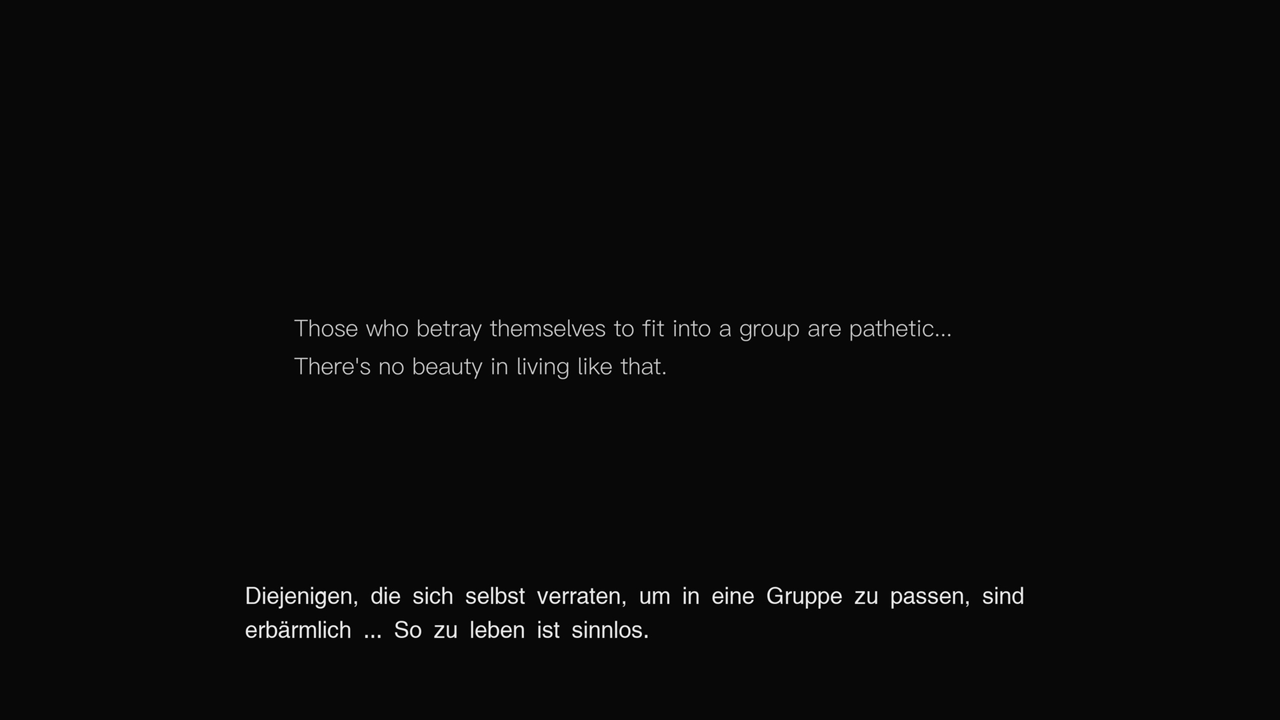 Those who betray themselves to fit into a group are pathetic...
There's no beauty in living like that.
Diejenigen, die sich selbst verraten, um in eine Gruppe zu passen, sind
erbärmlich ... So zu leben ist sinnlos.